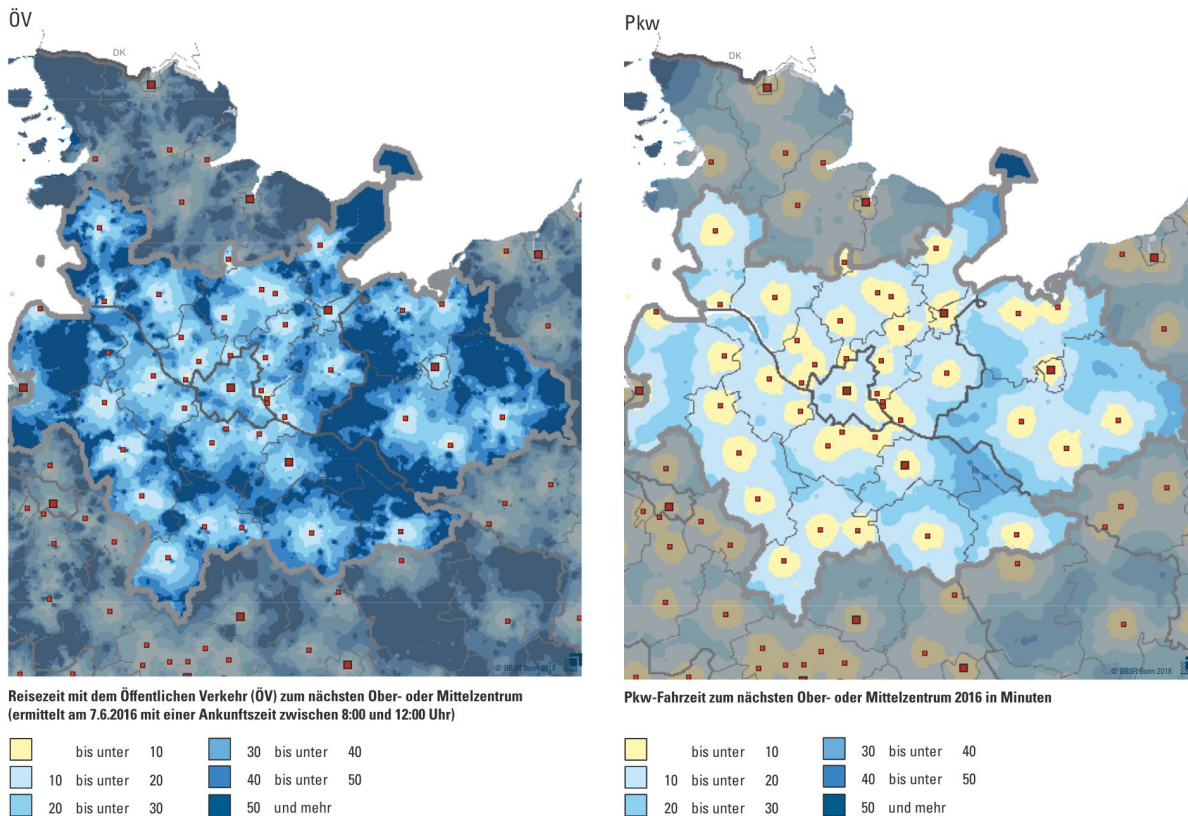 ÖV
DK
© BBSR Bonn 2018
Reisezeit mit dem Öffentlichen Verkehr (ÖV) zum nächsten Ober- oder Mittelzentrum
(ermittelt am 7.6.2016 mit einer Ankunftszeit zwischen 8:00 und 12:00 Uhr)
bis unter 10
10 bis unter 20
20 bis unter 30
30 bis unter 40
40 bis unter 50
50 und mehr
Pkw
DK
© BBSR Bonn 2018
Pkw-Fahrzeit zum nächsten Ober- oder Mittelzentrum 2016 in Minuten
bis unter 10
10 bis unter 20
20 bis unter 30
30 bis unter 40
40 bis unter 50
50 und mehr